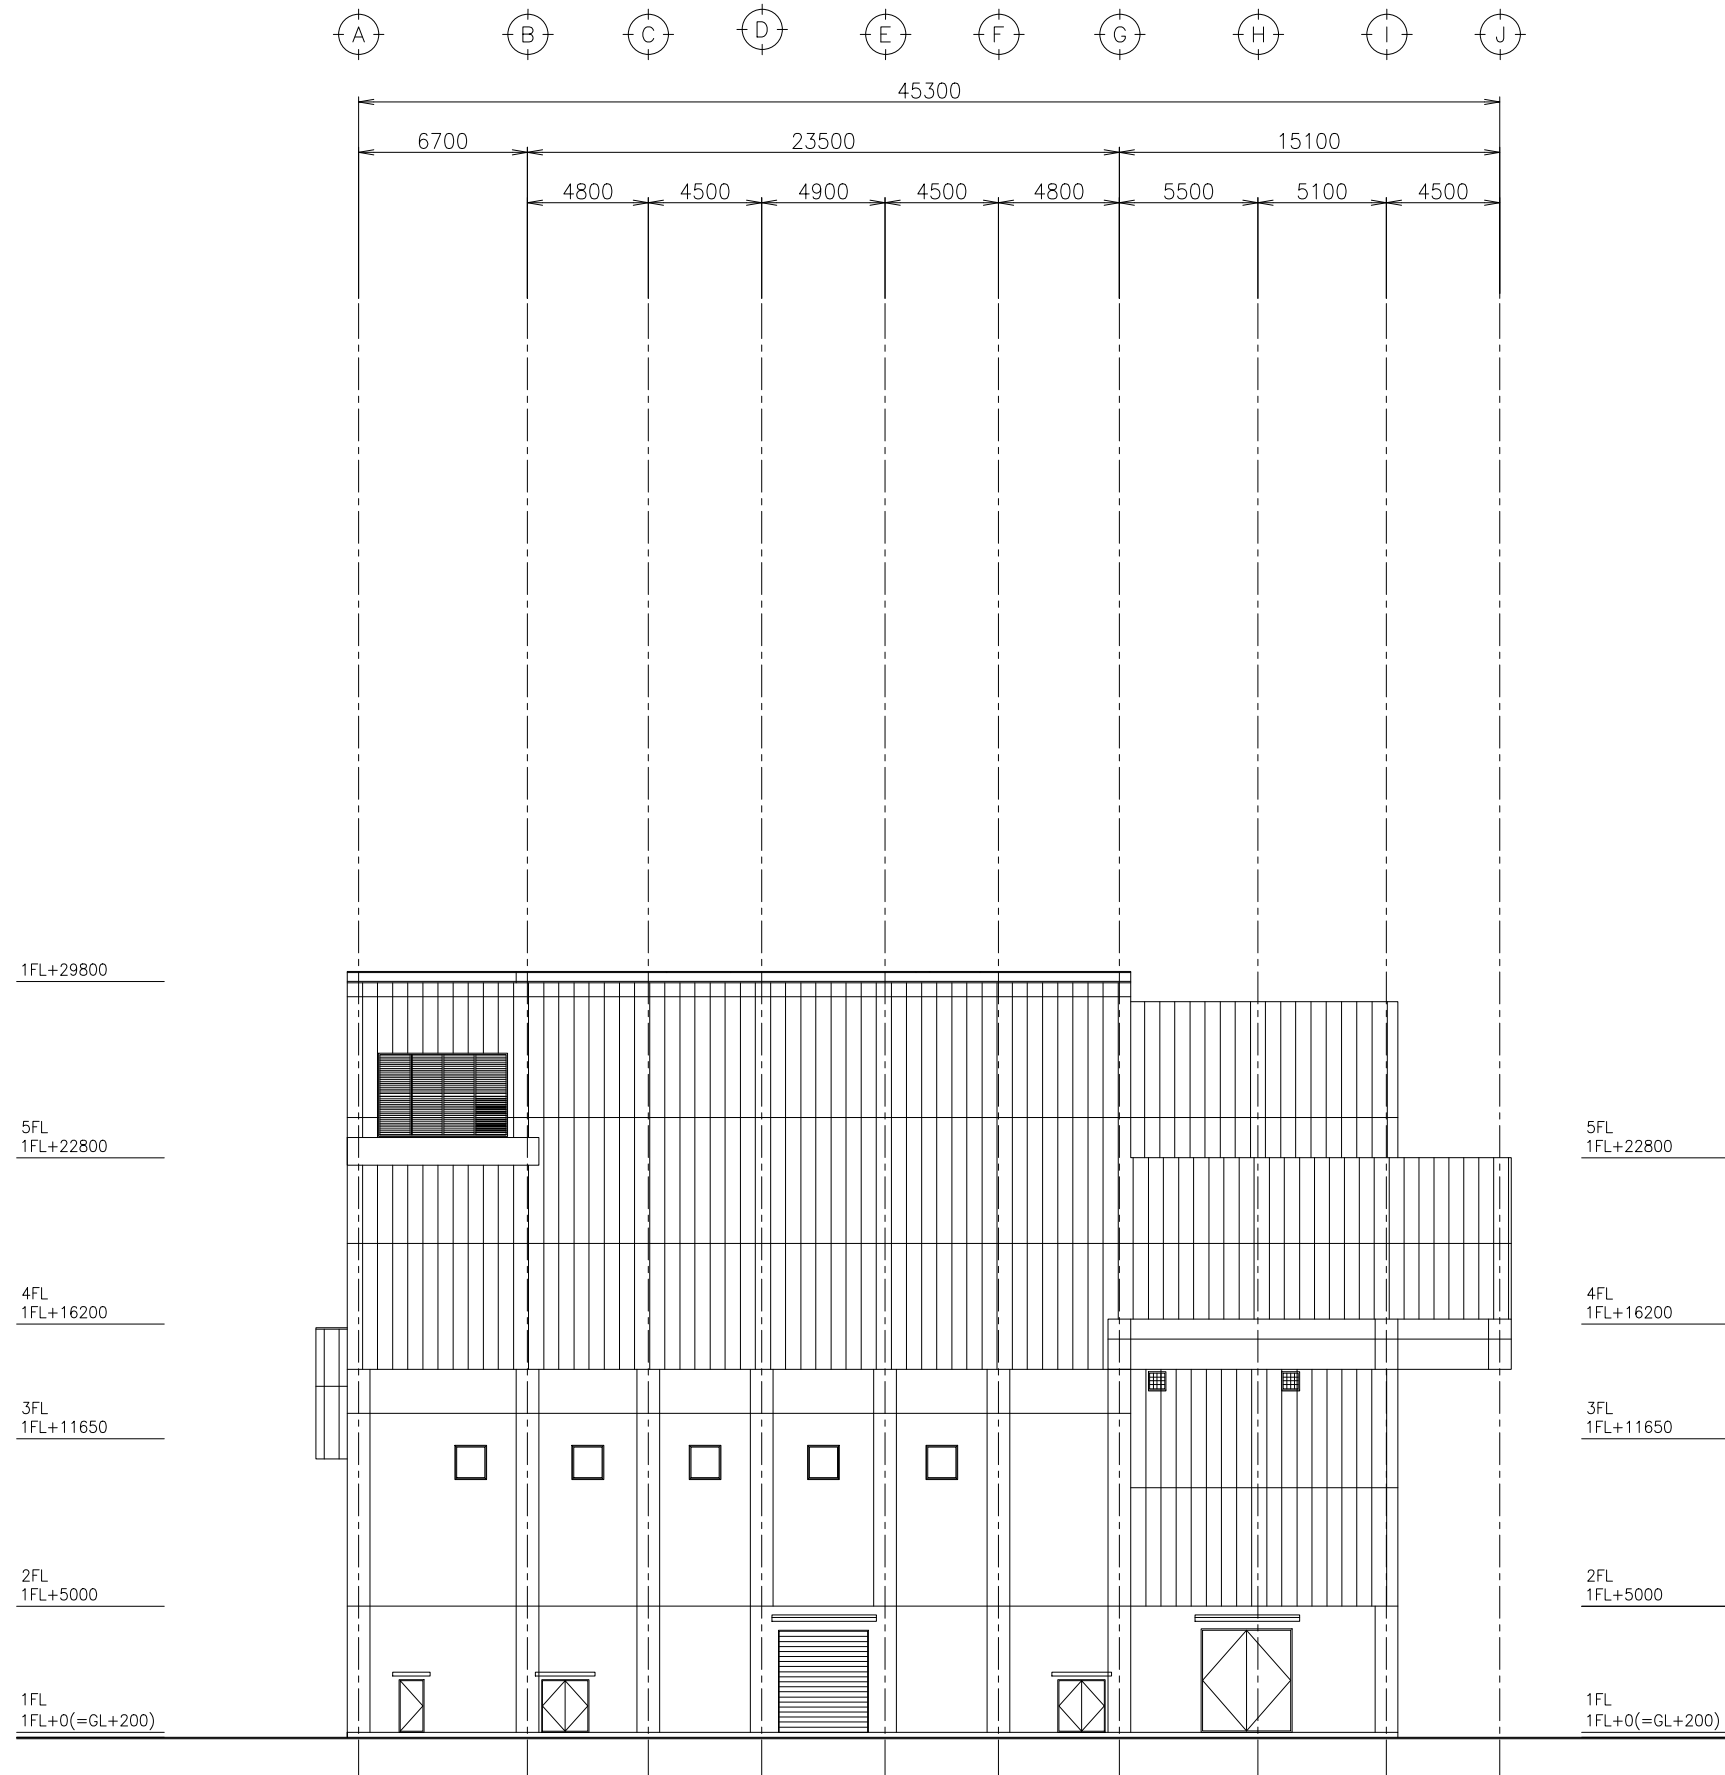 A B C D E F G H I J
45300
6700 23500 15100
4800 4500 4900 4500 4800 5500 5100 4500
1FL+29800
5FL 5FL
1FL+22800 1FL+22800
4FL 4FL
1FL+16200 1FL+16200
3FL 3FL
1FL+11650 1FL+11650
2FL 2FL
1FL+5000 1FL+5000
1FL 1FL
1FL+0(=GL+200) 1FL+0(=GL+200)